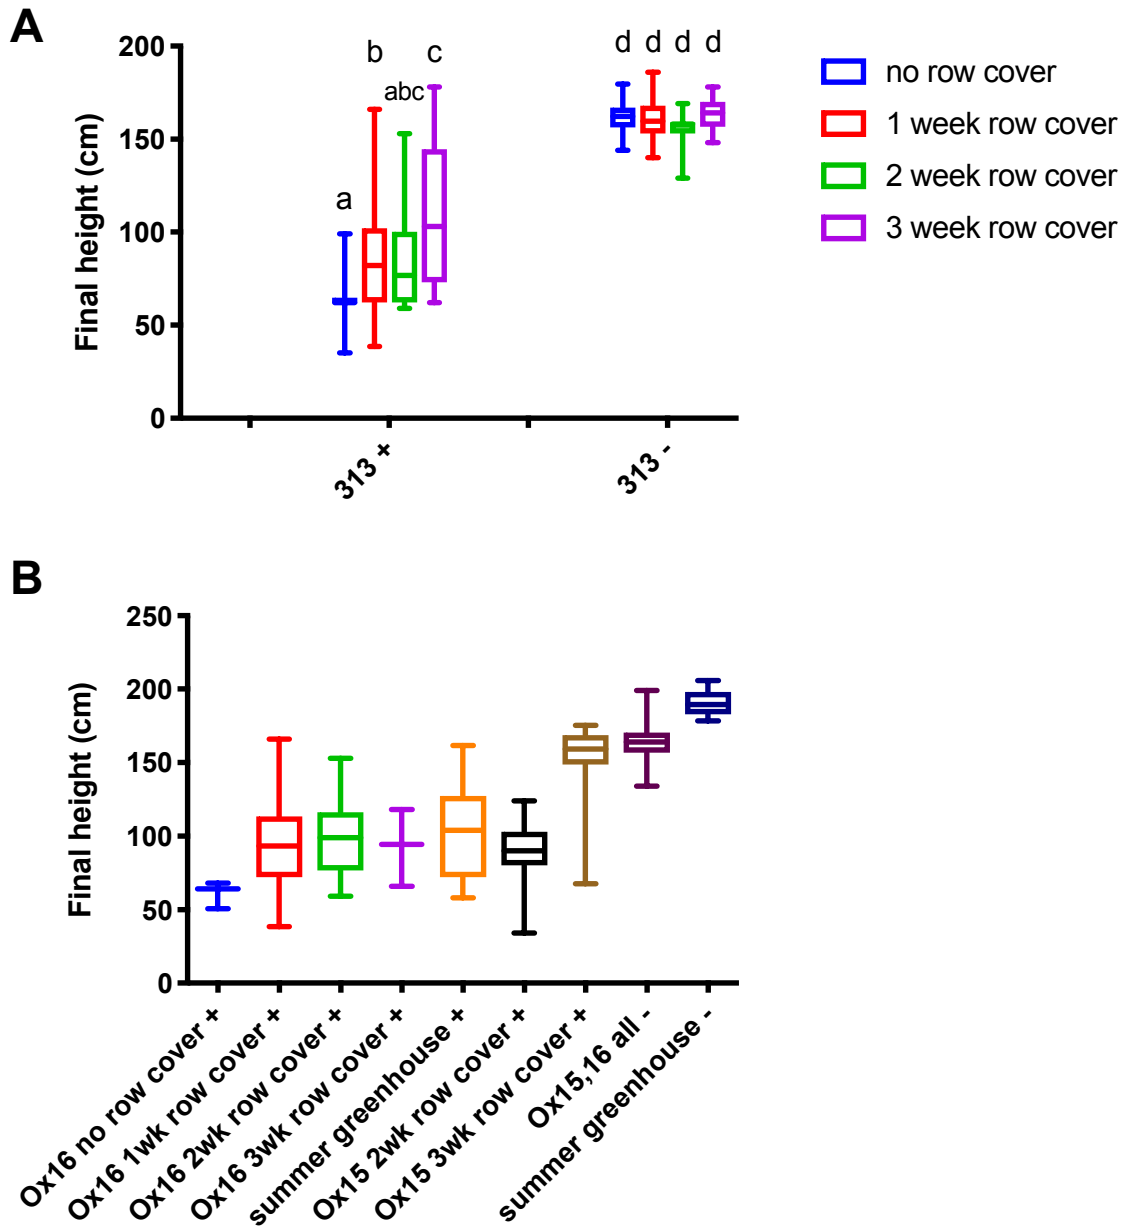 A
200
150
100
50
0
Final height (cm)
a
b
abc
c
d d d d
313 +
313 -
no row cover
1 week row cover
2 week row cover
3 week row cover
B
250
200
150
100
50
0
Final height (cm)
Ox16 no row cover +
Ox16 1wk row cover +
Ox16 2wk row cover +
Ox16 3wk row cover +
summer greenhouse +
Ox15 2wk row cover +
Ox15 3wk row cover +
Ox15,16 all -
summer greenhouse -